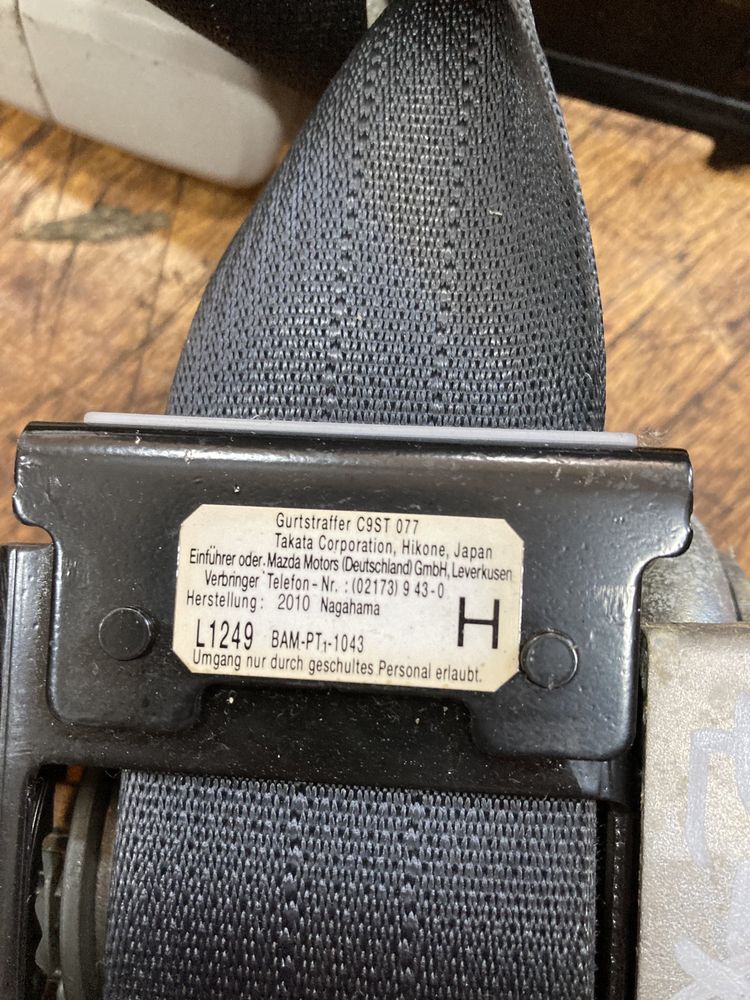 Gurtstraffer C9ST 077
Takata Corporation, Hikone, Japan
Einführer oder Mazda Motors (Deutschland) GmbH, Leverkusen
Verbringer Telefon-Nr. : (02173) 9 43-0
Herstellung : 2010 Nagahama
H
L1249 BAM-PT₁-1043
Umgang nur durch geschultes Personal erlaubt.